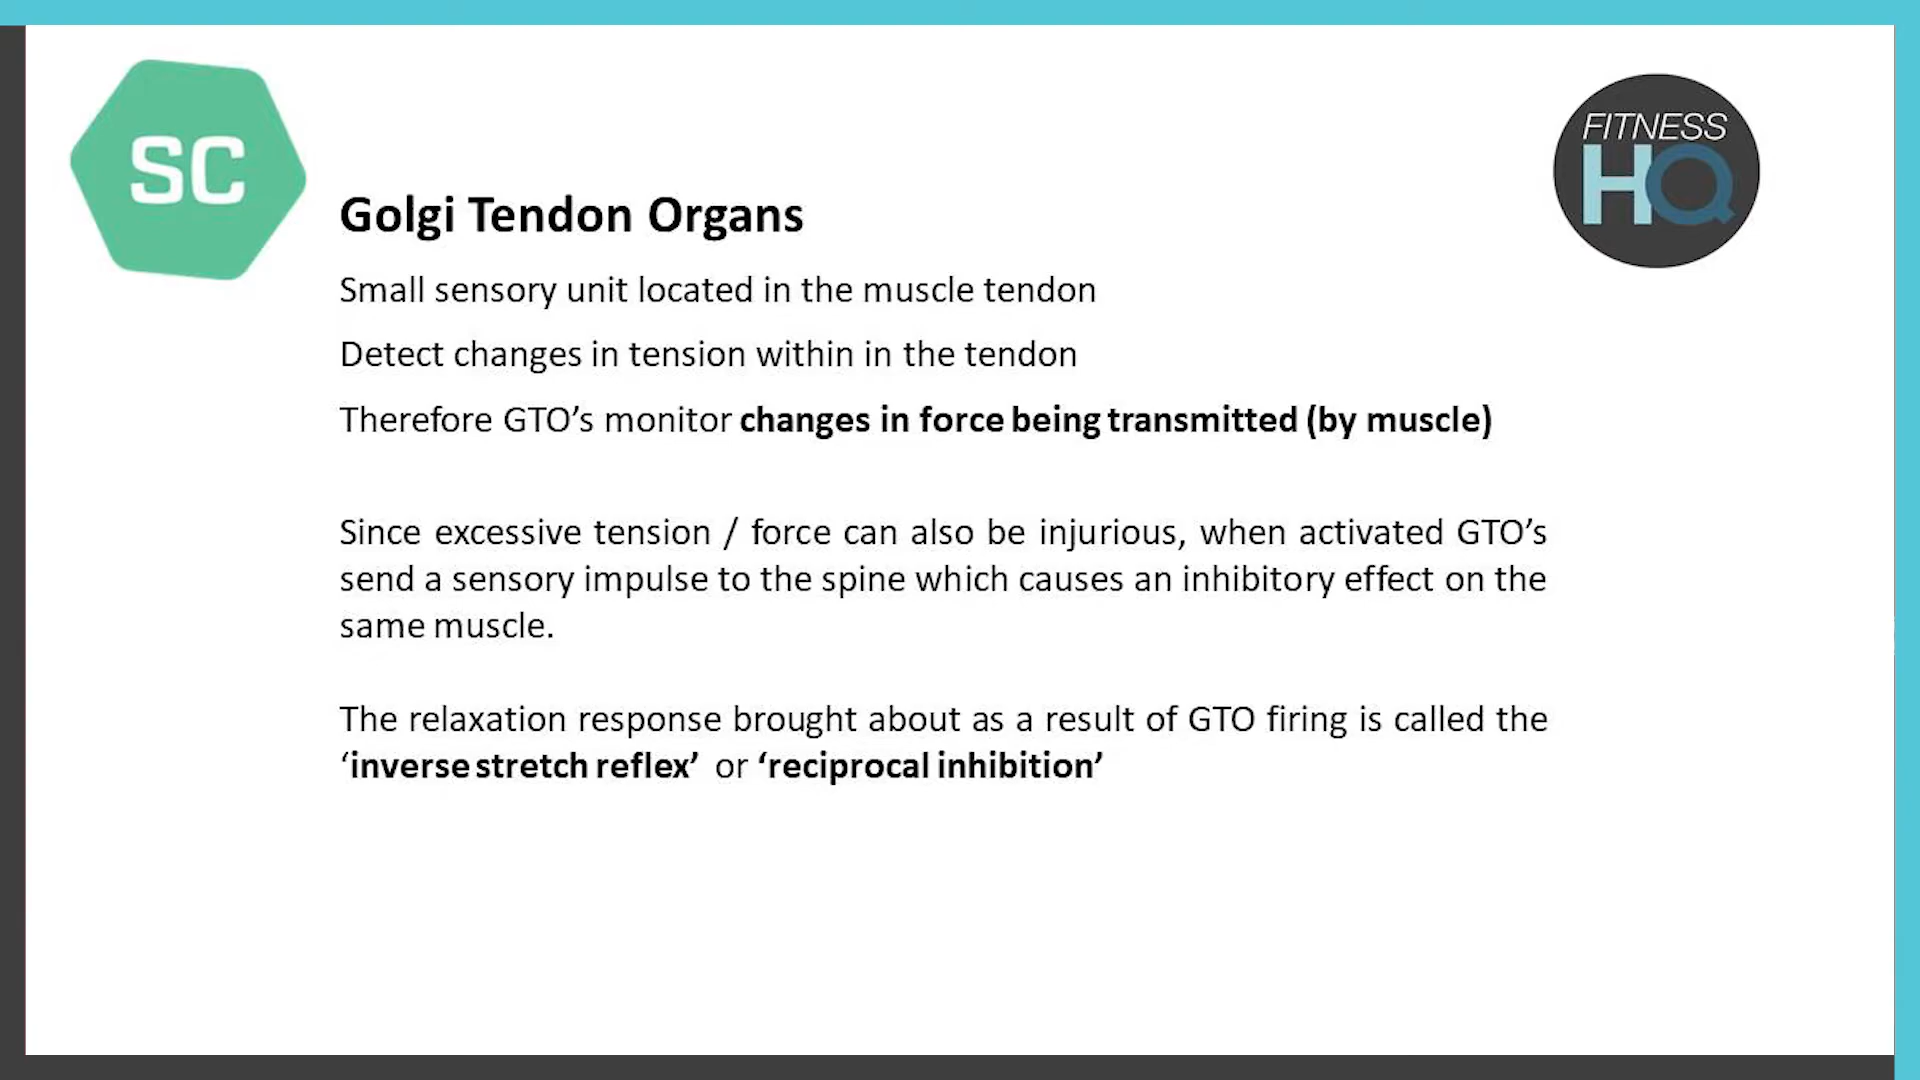 SC
FITNESS
HQ
Golgi Tendon Organs
Small sensory unit located in the muscle tendon
Detect changes in tension within in the tendon
Therefore GTO’s monitor changes in force being transmitted (by muscle)
Since excessive tension / force can also be injurious, when activated GTO’s
send a sensory impulse to the spine which causes an inhibitory effect on the
same muscle.
The relaxation response brought about as a result of GTO firing is called the
‘inverse stretch reflex’ or ‘reciprocal inhibition’